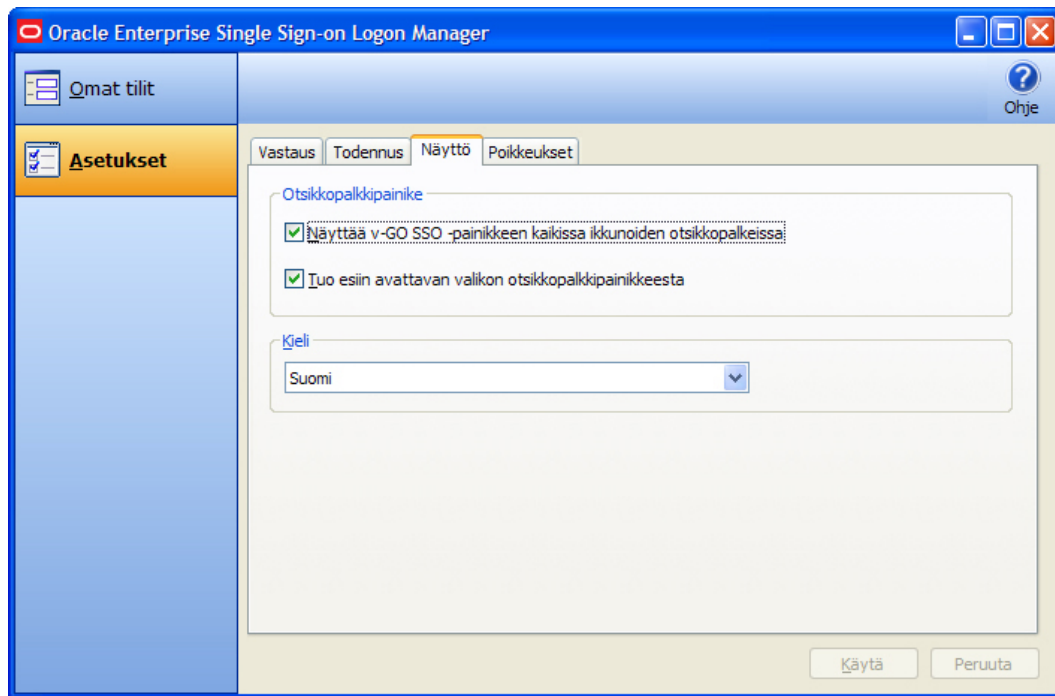 Oracle Enterprise Single Sign-on Logon Manager
Omat tilit
Asetukset
Ohje
Vastaus Todennus Näyttö Poikkeukset
Otsikkopalkkipainike
Näyttää v-GO SSO -painikkeen kaikissa ikkunoiden otsikkopalkeissa
Tuo esiin avattavan valikon otsikkopalkkipainikkeesta
Kieli
Suomi
Käytä Peruuta